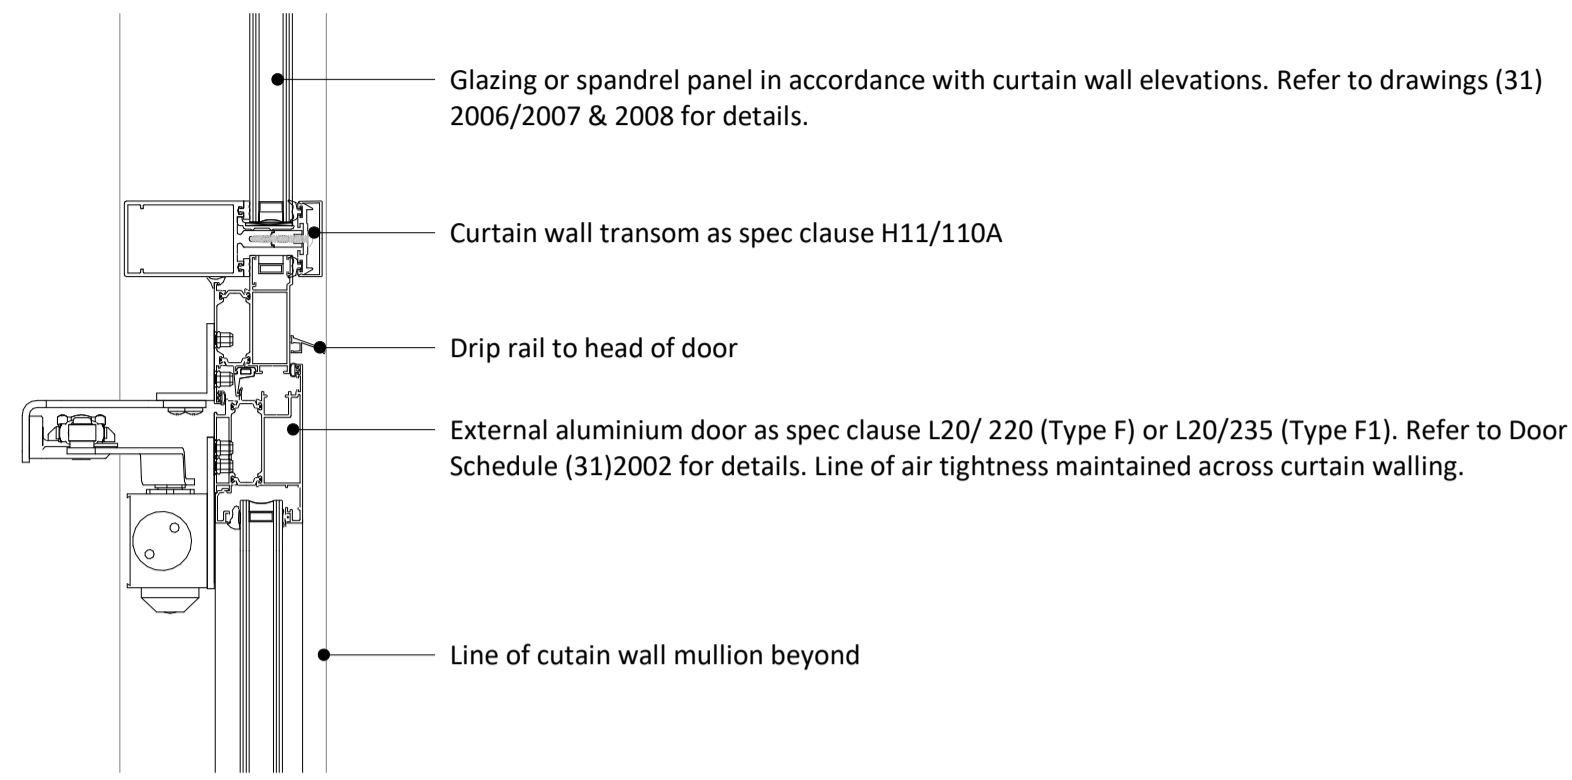 Glazing or spandrel panel in accordance with curtain wall elevations. Refer to drawings (31)
2006/2007 & 2008 for details.
Curtain wall transom as spec clause H11/110A
Drip rail to head of door
External aluminium door as spec clause L20/ 220 (Type F) or L20/235 (Type F1). Refer to Door
Schedule (31)2002 for details. Line of air tightness maintained across curtain walling.
Line of cutain wall mullion beyond